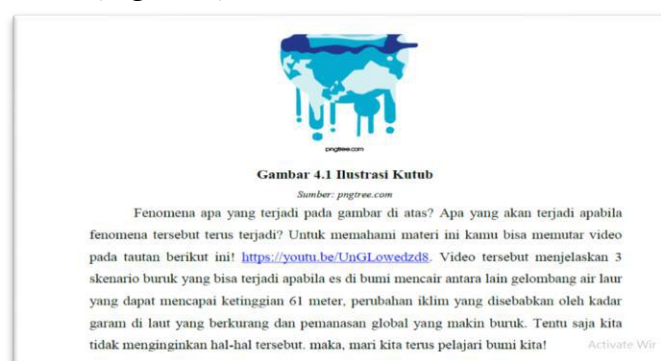 pngtree.com
Gambar 4.1 Ilustrasi Kutub
Sumber: pngtree.com
Fenomena apa yang terjadi pada gambar di atas? Apa yang akan terjadi apabila
fenomena tersebut terus terjadi? Untuk memahami materi ini kamu bisa memutar video
pada tautan berikut ini! https://youtu.be/UnGLowedzd8. Video tersebut menjelaskan 3
skenario buruk yang bisa terjadi apabila es di bumi mencair antara lain gelombang air laur
yang dapat mencapai ketinggian 61 meter, perubahan iklim yang disebabkan oleh kadar
garam di laut yang berkurang dan pemanasan global yang makin buruk. Tentu saja kita
tidak menginginkan hal-hal tersebut. maka, mari kita terus pelajari bumi kita!
Activate Wir